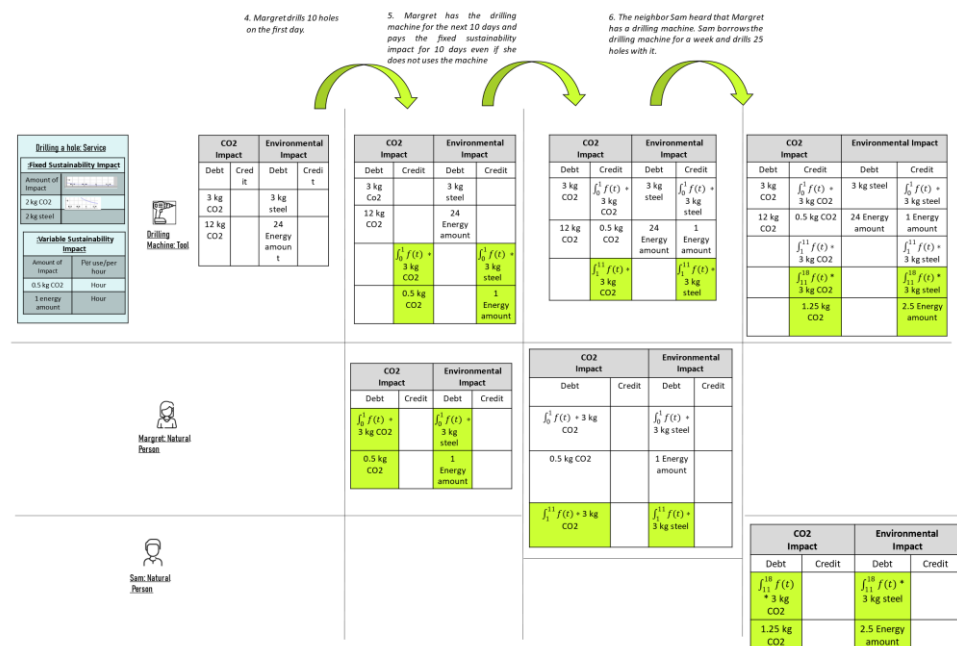 4. Margret drills 10 holes
on the first day.
5. Margret has the drilling
machine for the next 10 days and
pays the fixed sustainability
impact for 10 days even if she
does not uses the machine
6. The neighbor Sam heard that Margret
has a drilling machine. Sam borrows the
drilling machine for a week and drills 25
holes with it.
Drilling a hole: Service
:Fixed Sustainability Impact
Amount of
Impact
2 kg CO2
2 kg steel
:Variable Sustainability
Impact
Amount of
Impact
Per use/per
hour
0.5 kg CO2
Hour
1 energy
amount
Hour
Drilling
Machine: Tool
CO2
Impact
Environmental
Impact
Debt
Cred
it
Debt
Credi
t
3 kg
CO2
3 kg
steel
12 kg
CO2
24
Energy
amoun
t
CO2
Impact
Environmental
Impact
Debt
Credit
Debt
Credit
3 kg
Co2
3 kg
steel
12 kg
CO2
24
Energy
amount
∫₀¹ f(t) *
3 kg
CO2
∫₀¹ f(t) *
3 kg
steel
0.5 kg
CO2
1
Energy
amount
CO2
Impact
Environmental
Impact
Debt
Credit
Debt
Credit
3 kg
CO2
∫₀¹ f(t) *
3 kg CO2
3 kg
steel
∫₀¹ f(t) *
3 kg steel
12 kg
CO2
0.5 kg
CO2
24
Energy
amount
1
Energy
amount
∫₁¹¹ f(t) *
3 kg CO2
∫₁¹¹ f(t) *
3 kg
steel
CO2
Impact
Environmental Impact
Debt
Credit
Debt
Credit
3 kg
CO2
∫₀¹ f(t) *
3 kg CO2
3 kg steel
∫₀¹ f(t) *
3 kg steel
12 kg
CO2
0.5 kg CO2
24 Energy
amount
1 Energy
amount
∫₁¹¹ f(t) *
3 kg CO2
∫₁¹¹ f(t) *
3 kg steel
∫₁₁¹⁸ f(t) *
3 kg CO2
∫₁₁¹⁸ f(t) *
3 kg steel
1.25 kg
CO2
2.5 Energy
amount
Margret: Natural
Person
CO2
Impact
Environmental
Impact
Debt
Credit
Debt
Credit
∫₀¹ f(t) *
3 kg CO2
∫₀¹ f(t) *
3 kg
steel
0.5 kg
CO2
1
Energy
amount
CO2
Impact
Environmental
Impact
Debt
Credit
Debt
Credit
∫₀¹ f(t) * 3 kg
CO2
∫₀¹ f(t) *
3 kg steel
0.5 kg CO2
1 Energy
amount
∫₁¹¹ f(t) * 3 kg
CO2
∫₁¹¹ f(t) *
3 kg steel
Sam: Natural
Person
CO2
Impact
Environmental
Impact
Debt
Credit
Debt
Credit
∫₁₁¹⁸ f(t)
* 3 kg
CO2
∫₁₁¹⁸ f(t) *
3 kg steel
1.25 kg
CO2
2.5 Energy
amount